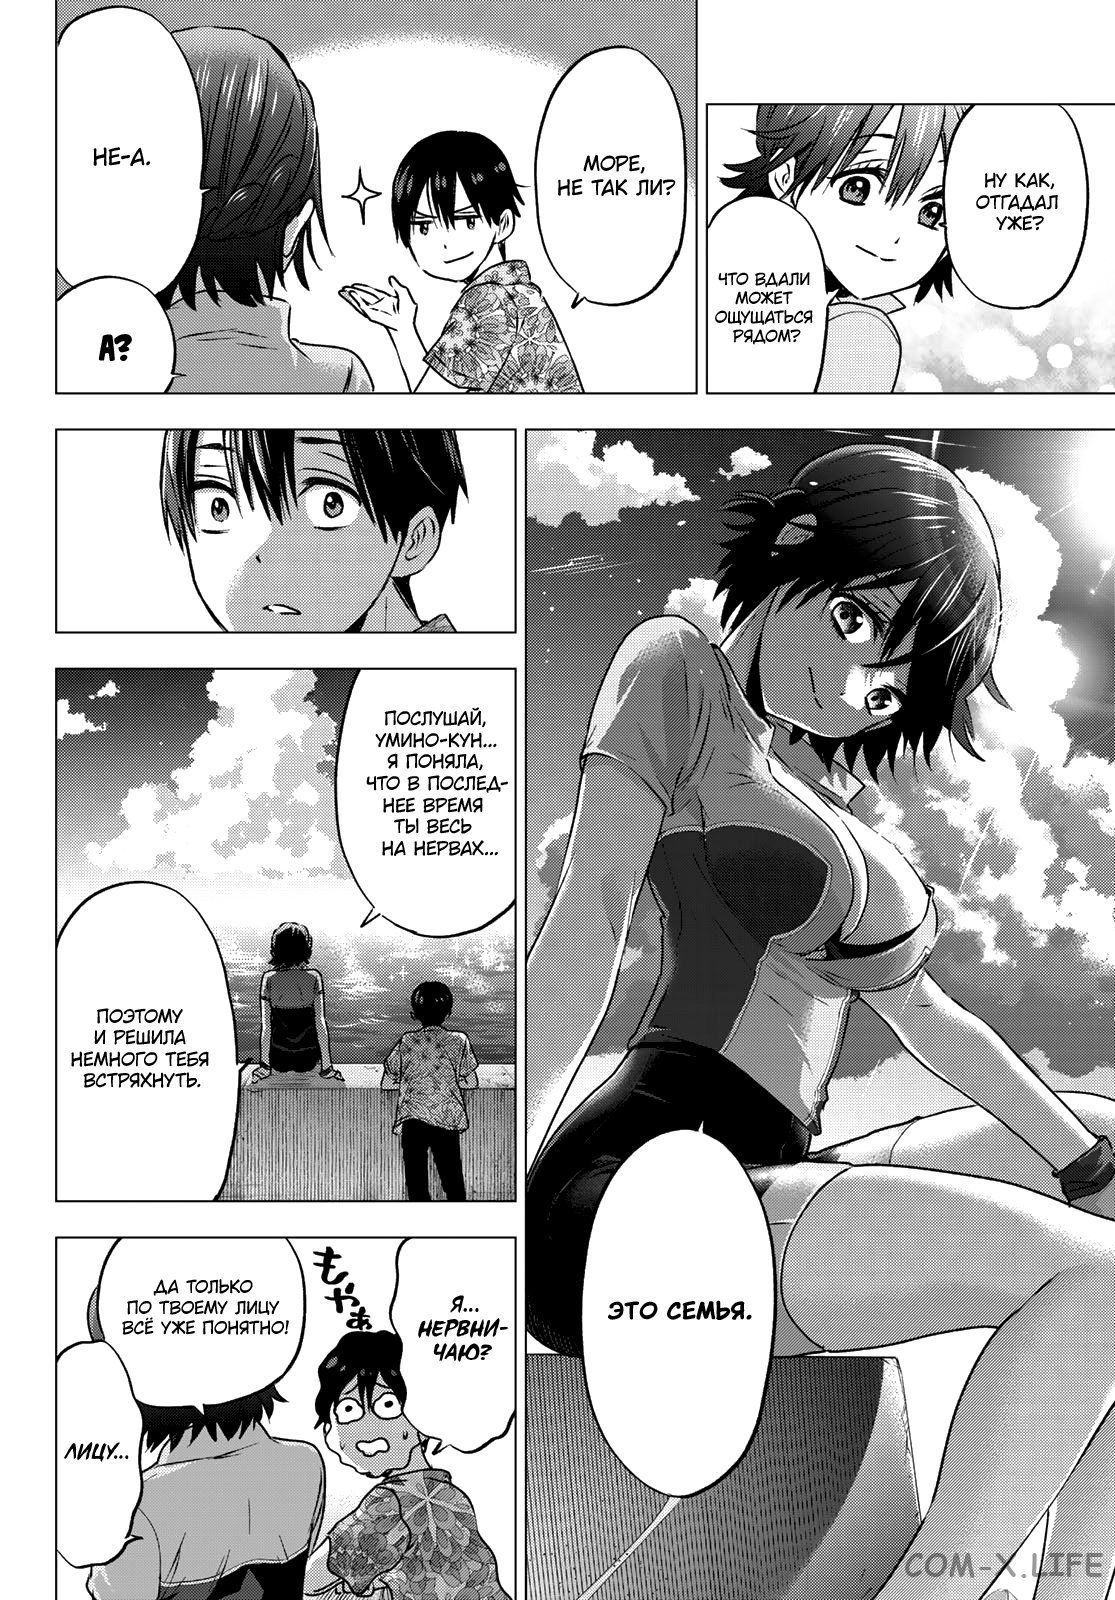 НУ КАК,
ОТГАДАЛ
УЖЕ?
ЧТО ВДАЛИ
МОЖЕТ
ОЩУЩАТЬСЯ
РЯДОМ?
МОРЕ,
НЕ ТАК ЛИ?
НЕ-А.
А?
ЭТО СЕМЬЯ.
ПОСЛУШАЙ,
УМИНО-КУН...
Я ПОНЯЛА,
ЧТО В ПОСЛЕД-
НЕЕ ВРЕМЯ
ТЫ ВЕСЬ
НА НЕРВАХ...
ПОЭТОМУ
И РЕШИЛА
НЕМНОГО ТЕБЯ
ВСТРЯХНУТЬ.
Я...
НЕРВНИ-
ЧАЮ?
もやぁ
ДА ТОЛЬКО
ПО ТВОЕМУ ЛИЦУ
ВСЁ УЖЕ ПОНЯТНО!
ЛИЦУ...
COM-X.LIFE